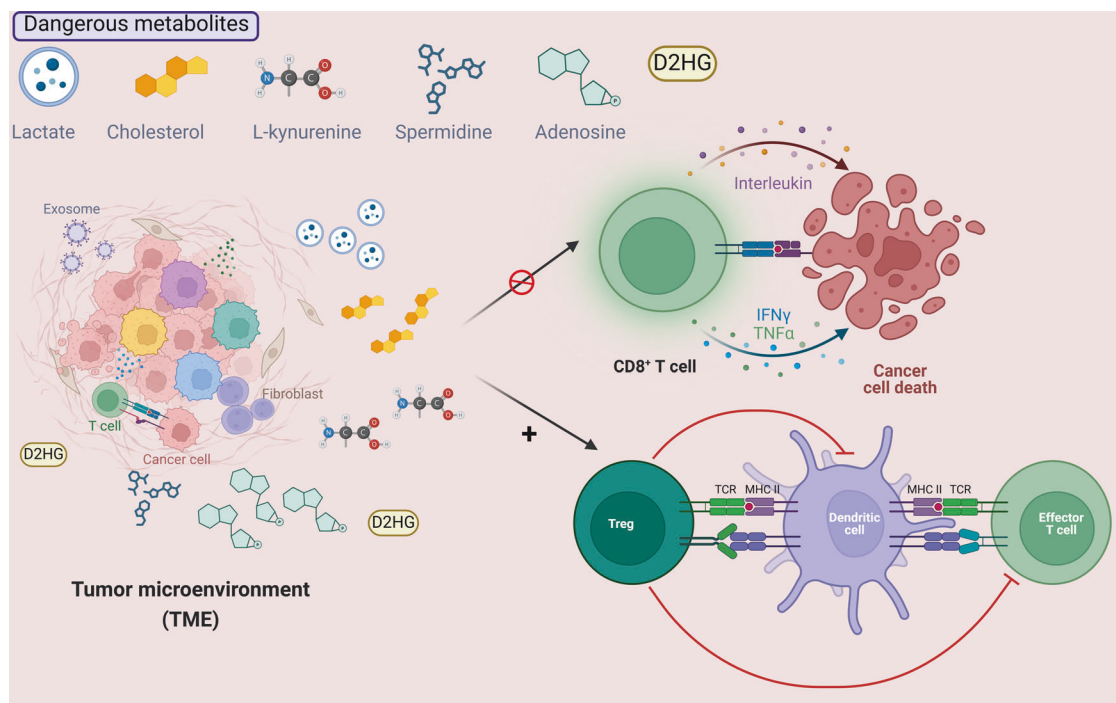 Dangerous metabolites
D2HG
Lactate
Cholesterol
L-kynurenine
Spermidine
Adenosine
H
H
N
H
C
C
O
O
H
P
Interleukin
IFNγ
TNFα
CD8⁺ T cell
Cancer
cell death
Exosome
Fibroblast
T cell
Cancer cell
D2HG
H
H
N
H
C
C
O
O
H
H
H
N
H
C
C
O
O
H
P
P
P
D2HG
Tumor microenvironment
(TME)
+
Treg
TCR
MHC II
Dendritic
cell
MHC II
TCR
Effector
T cell